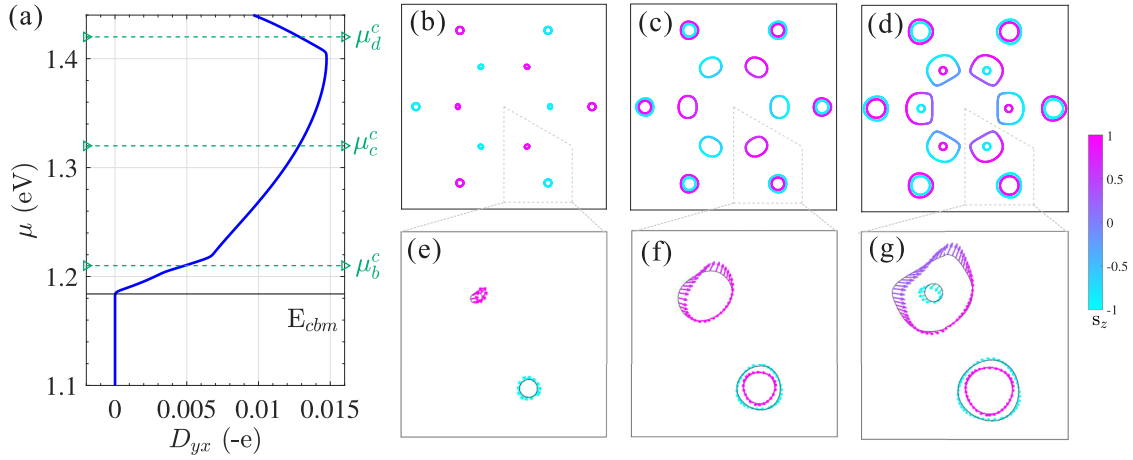 (a)
μ (eV)
1.4
1.3
1.2
1.1
μ_d^c
μ_c^c
μ_b^c
E_cbm
0 0.005 0.01 0.015
D_yx (-e)
(b)
(c)
(d)
(e)
(f)
(g)
1
0.5
0
-0.5
-1
s_z